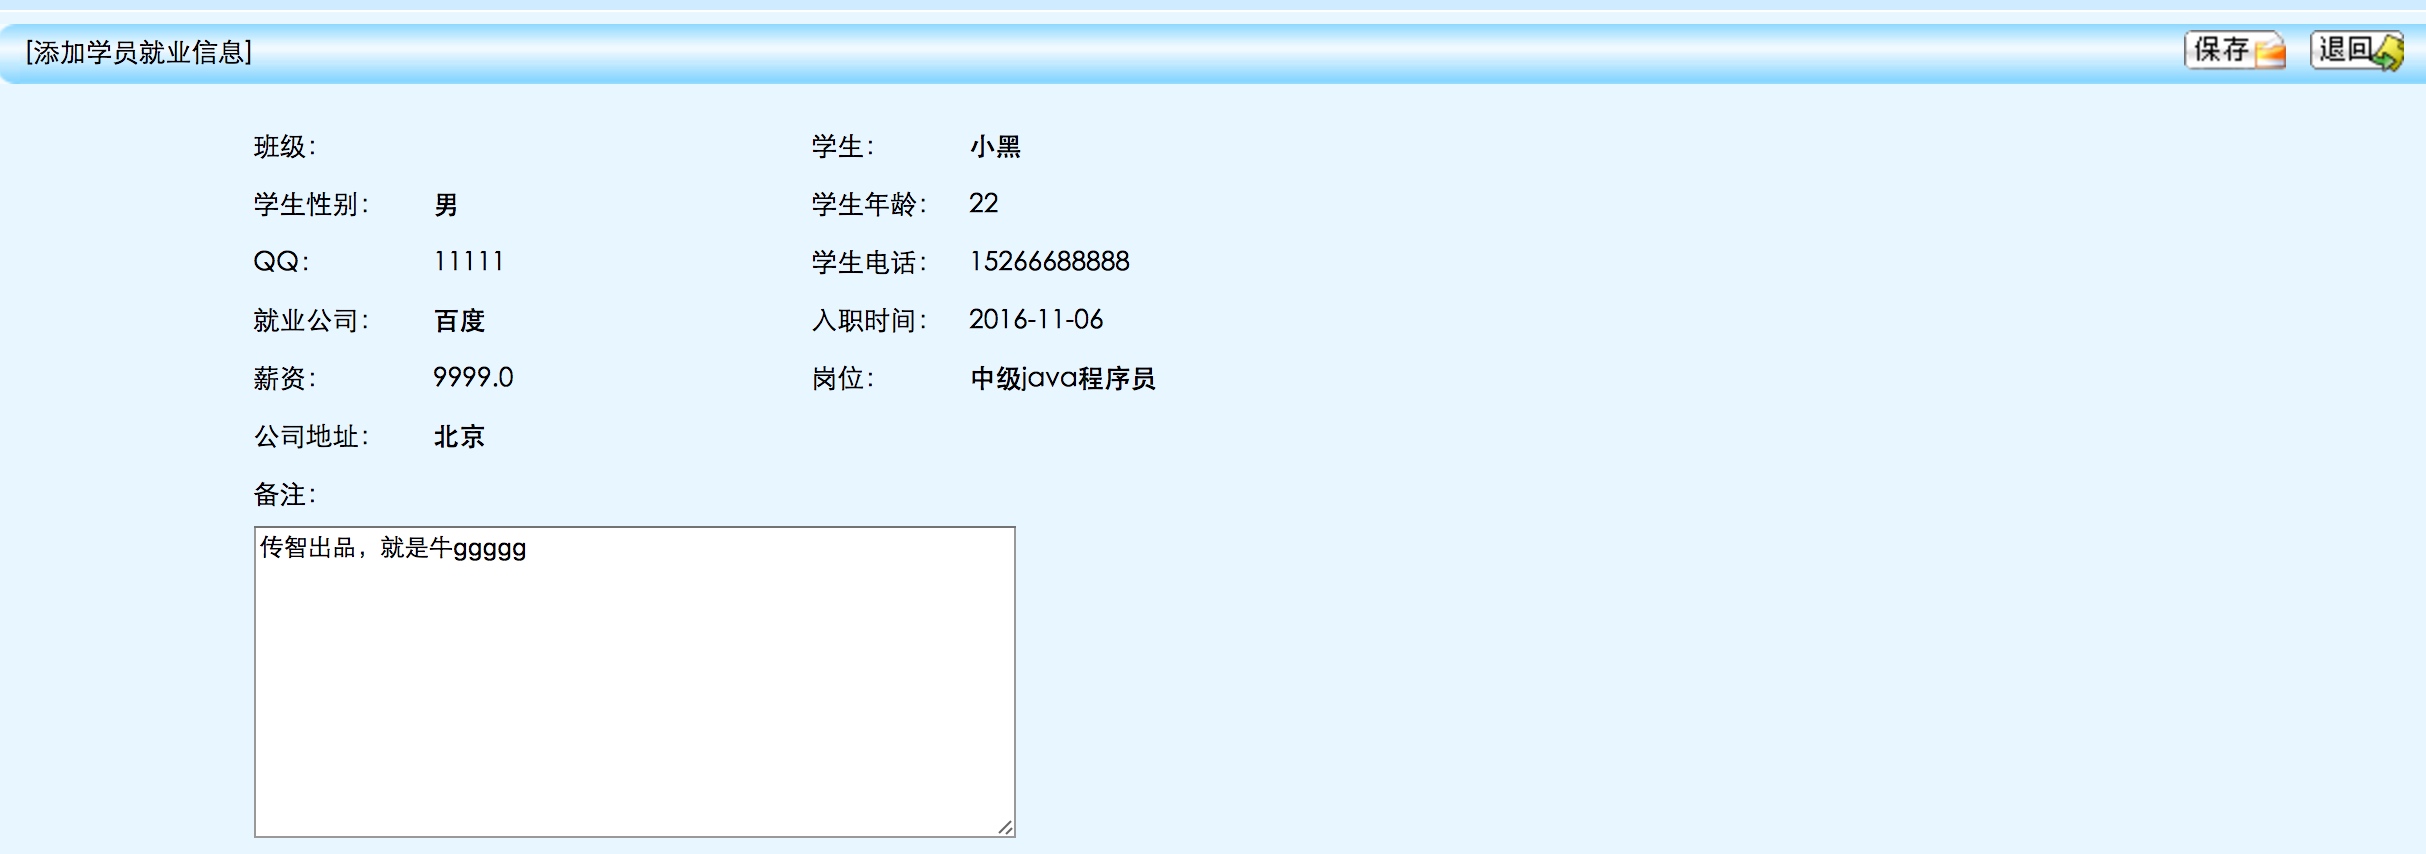 [添加学员就业信息] 保存 退回
班级： 学生： 小黑
学生性别： 男 学生年龄： 22
QQ： 11111 学生电话： 15266688888
就业公司： 百度 入职时间： 2016-11-06
薪资： 9999.0 岗位： 中级java程序员
公司地址： 北京
备注：
传智出品，就是牛ggggg